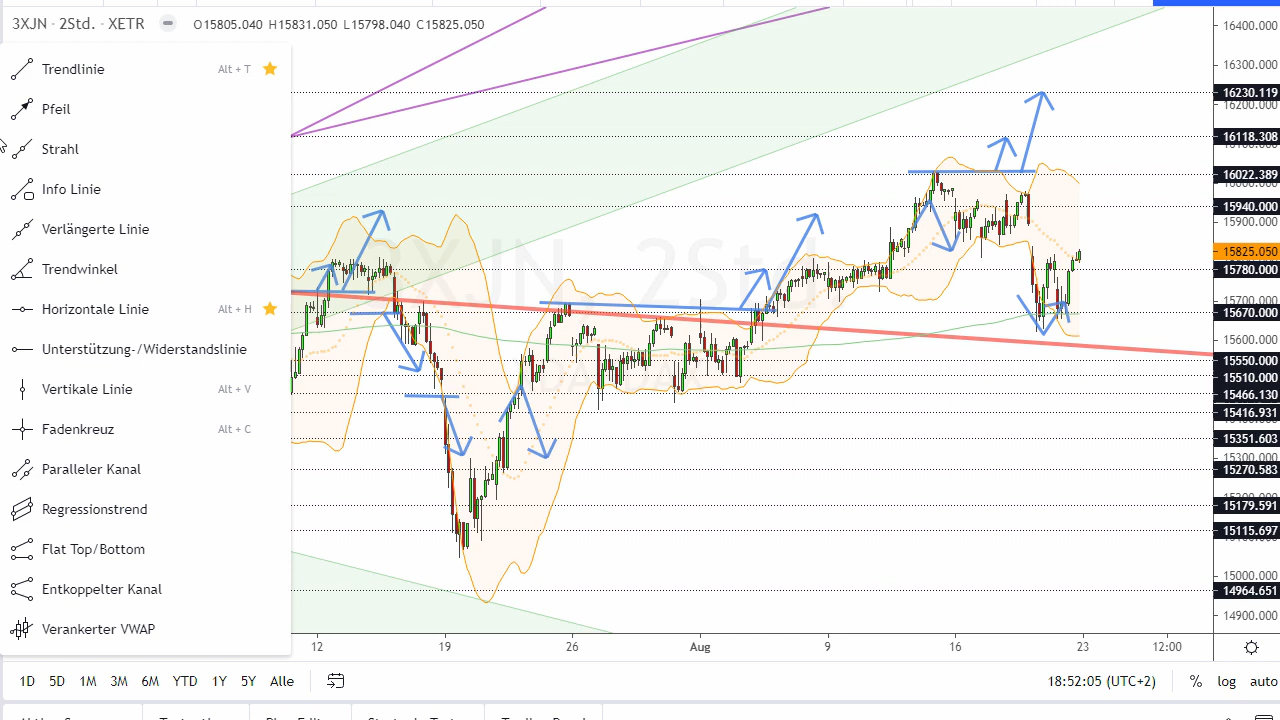 3XJN · 2Std. · XETR O15805.040 H15831.050 L15798.040 C15825.050
Trendlinie Alt + T
Pfeil
Strahl
Info Linie
Verlängerte Linie
Trendwinkel
Horizontale Linie Alt + H
Unterstützung-/Widerstandslinie
Vertikale Linie Alt + V
Fadenkreuz Alt + C
Paralleler Kanal
Regressionstrend
Flat Top/Bottom
Entkoppelter Kanal
Verankerter VWAP
3XJN, 2Std.
16400.000
16300.000
16230.119
16200.000
16118.308
16022.389
15940.000
15900.000
15825.050
15780.000
15700.000
15670.000
15600.000
15550.000
15510.000
15466.130
15416.931
15351.603
15300.000
15270.583
15179.591
15115.697
15000.000
14964.651
14900.000
12 19 26 Aug 9 16 23 12:00
1D 5D 1M 3M 6M YTD 1Y 5Y Alle 18:52:05 (UTC+2) % log auto